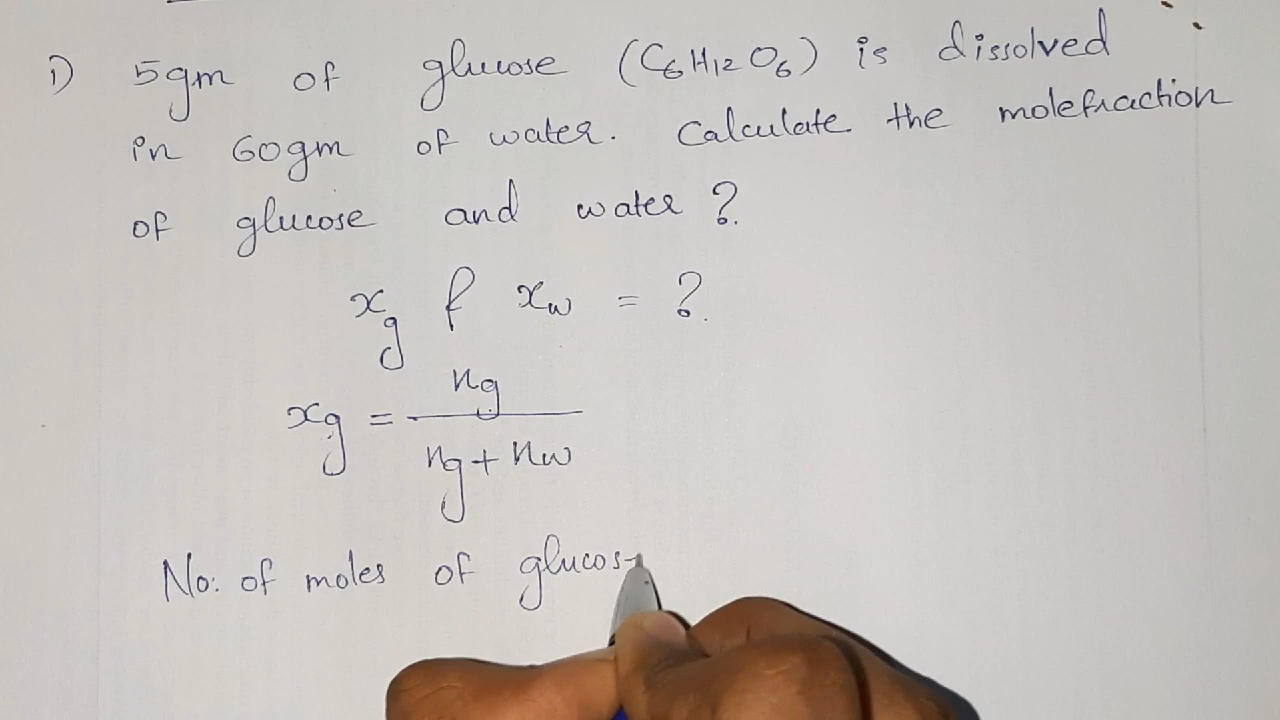 1) 5gm of glucose (C6H12O6) is dissolved
in 60gm of water. Calculate the molefraction
of glucose and water ?
xg & xw = ?
xg = ng / ng + nw
No: of moles of glucos